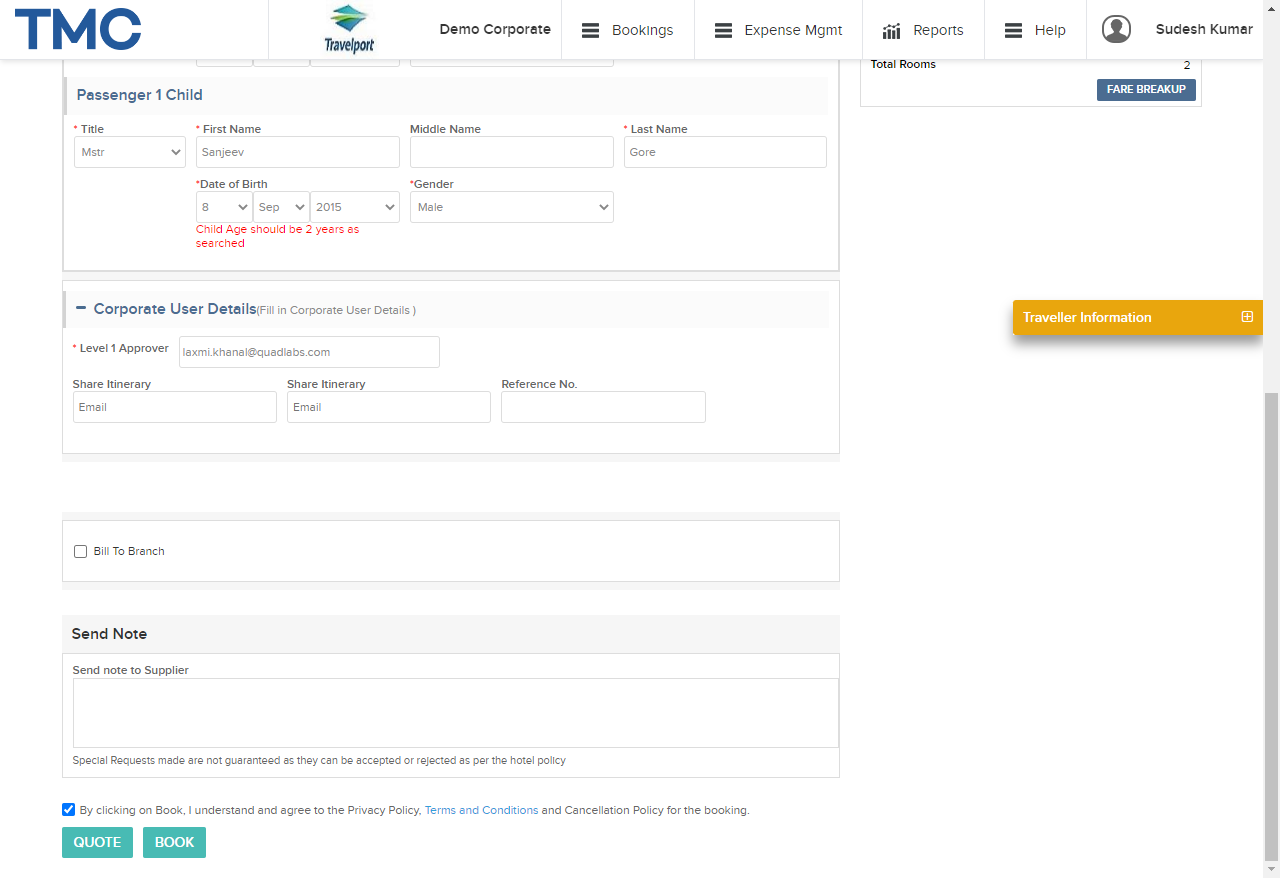 TMC
Travelport
Demo Corporate
Bookings
Expense Mgmt
Reports
Help
Sudesh Kumar
Total Rooms 2
FARE BREAKUP
Passenger 1 Child
* Title * First Name Middle Name * Last Name
Mstr Sanjeev Gore
*Date of Birth *Gender
8 Sep 2015 Male
Child Age should be 2 years as
searched
Corporate User Details(Fill in Corporate User Details )
Traveller Information
* Level 1 Approver laxmi.khanal@quadlabs.com
Share Itinerary Share Itinerary Reference No.
Email Email
Bill To Branch
Send Note
Send note to Supplier
Special Requests made are not guaranteed as they can be accepted or rejected as per the hotel policy
By clicking on Book, I understand and agree to the Privacy Policy, Terms and Conditions and Cancellation Policy for the booking.
QUOTE BOOK